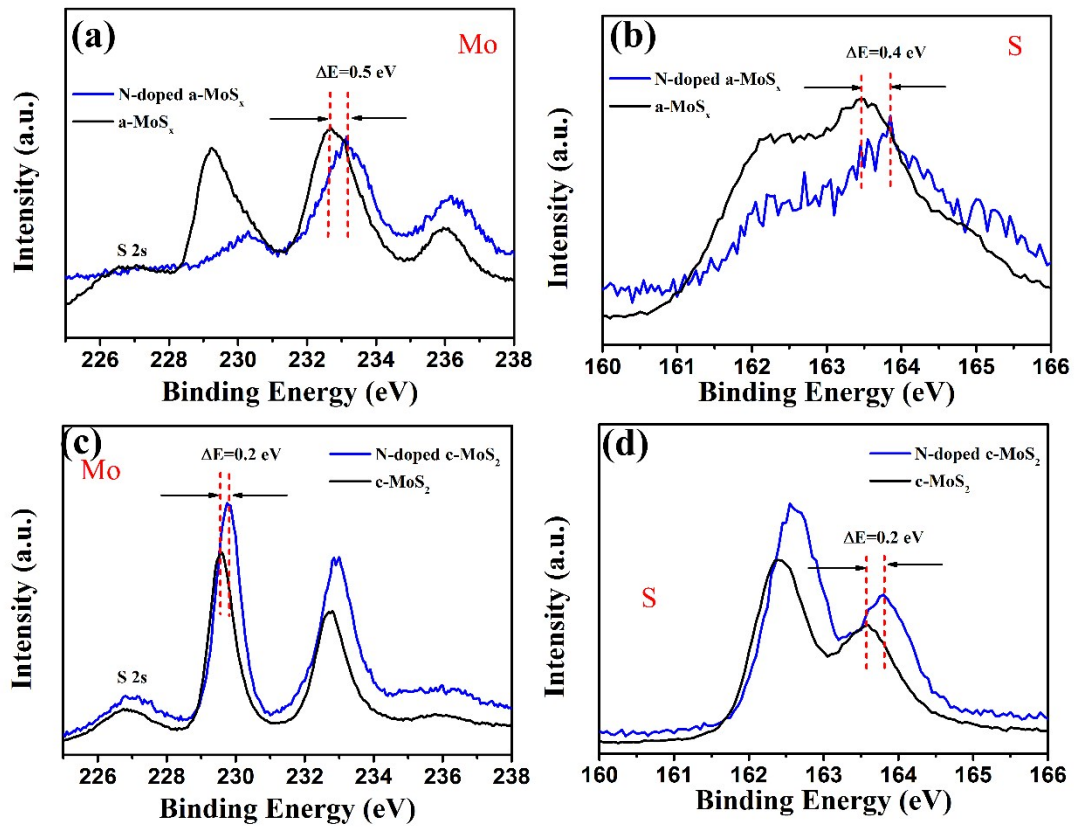 (a)
Mo
ΔE=0.5 eV
N-doped a-MoSₓ
a-MoSₓ
S 2s
Intensity (a.u.)
226 228 230 232 234 236 238
Binding Energy (eV)
(b)
S
ΔE=0.4 eV
N-doped a-MoSₓ
a-MoSₓ
Intensity (a.u.)
160 161 162 163 164 165 166
Binding Energy (eV)
(c)
Mo
ΔE=0.2 eV
N-doped c-MoS₂
c-MoS₂
S 2s
Intensity (a.u.)
226 228 230 232 234 236 238
Binding Energy (eV)
(d)
N-doped c-MoS₂
c-MoS₂
ΔE=0.2 eV
S
Intensity (a.u.)
160 161 162 163 164 165 166
Binding Energy (eV)